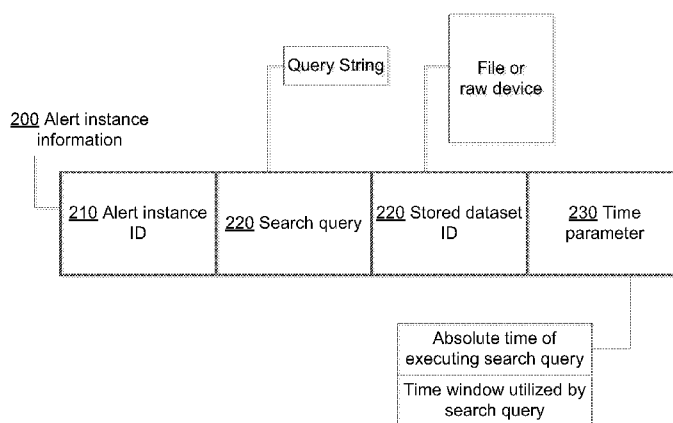 Query String
File or
raw device
200 Alert instance
information
210 Alert instance
ID
220 Search query
220 Stored dataset
ID
230 Time
parameter
Absolute time of
executing search query
Time window utilized by
search query